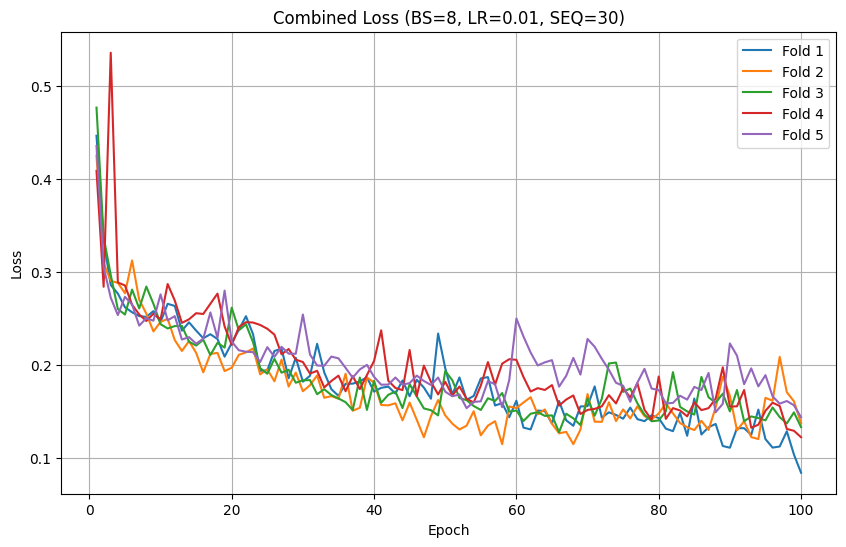 Combined Loss (BS=8, LR=0.01, SEQ=30)
Fold 1
Fold 2
Fold 3
Fold 4
Fold 5
Loss
0.5
0.4
0.3
0.2
0.1
0 20 40 60 80 100
Epoch